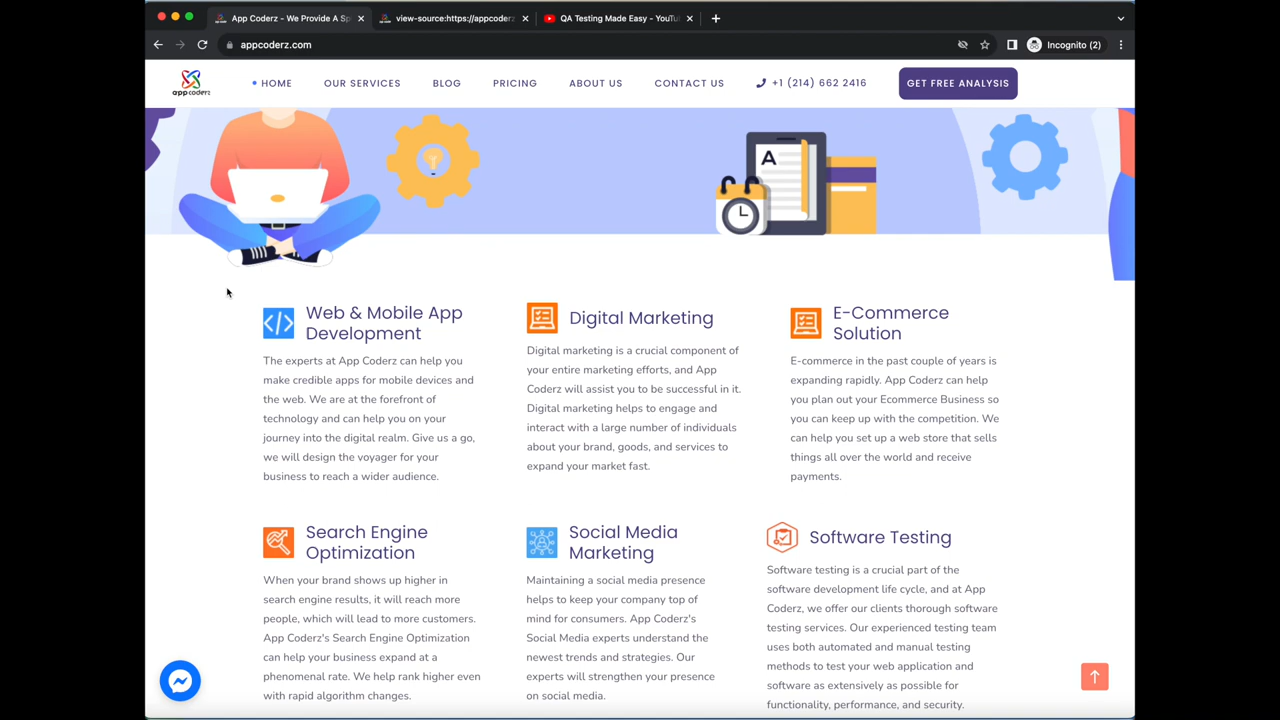 App Coderz - We Provide A Sp
view-source:https://appcoderz
QA Testing Made Easy - YouTu
appcoderz.com
Incognito (2)
app coderz
HOME
OUR SERVICES
BLOG
PRICING
ABOUT US
CONTACT US
+1 (214) 662 2416
GET FREE ANALYSIS
A
Web & Mobile App
Development
The experts at App Coderz can help you
make credible apps for mobile devices and
the web. We are at the forefront of
technology and can help you on your
journey into the digital realm. Give us a go,
we will design the voyager for your
business to reach a wider audience.
Digital Marketing
Digital marketing is a crucial component of
your entire marketing efforts, and App
Coderz will assist you to be successful in it.
Digital marketing helps to engage and
interact with a large number of individuals
about your brand, goods, and services to
expand your market fast.
E-Commerce
Solution
E-commerce in the past couple of years is
expanding rapidly. App Coderz can help
you plan out your Ecommerce Business so
you can keep up with the competition. We
can help you set up a web store that sells
things all over the world and receive
payments.
Search Engine
Optimization
When your brand shows up higher in
search engine results, it will reach more
people, which will lead to more customers.
App Coderz's Search Engine Optimization
can help your business expand at a
phenomenal rate. We help rank higher even
with rapid algorithm changes.
Social Media
Marketing
Maintaining a social media presence
helps to keep your company top of
mind for consumers. App Coderz's
Social Media experts understand the
newest trends and strategies. Our
experts will strengthen your presence
on social media.
Software Testing
Software testing is a crucial part of the
software development life cycle, and at App
Coderz, we offer our clients thorough software
testing services. Our experienced testing team
uses both automated and manual testing
methods to test your web application and
software as extensively as possible for
functionality, performance, and security.